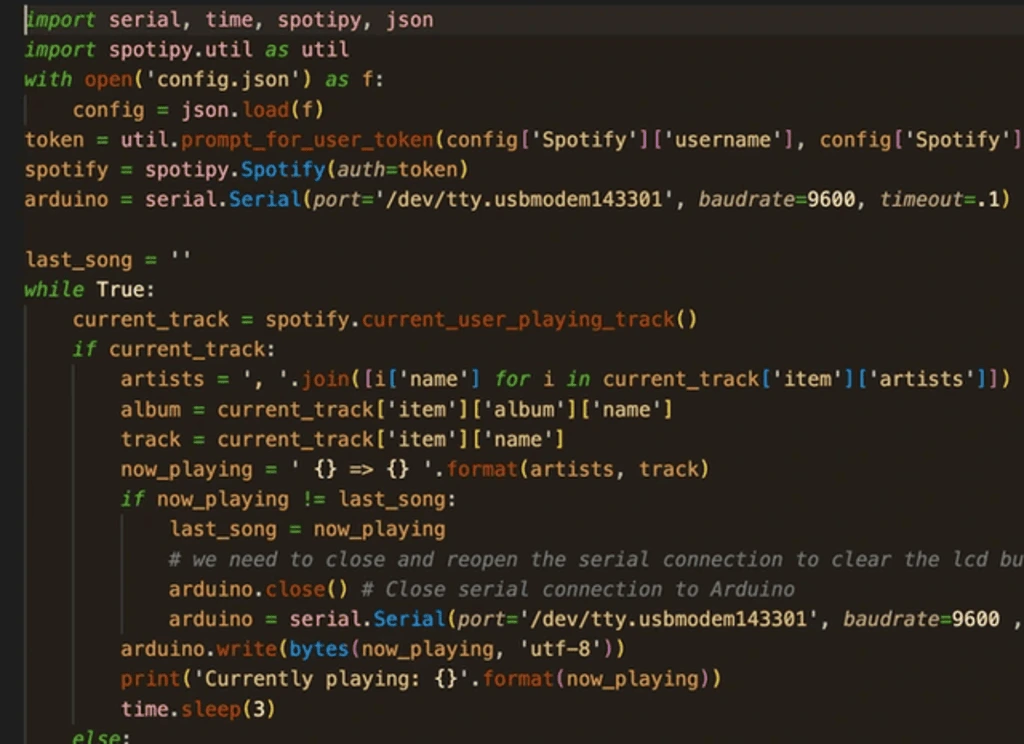 import serial, time, spotipy, json
import spotipy.util as util
with open('config.json') as f:
    config = json.load(f)
token = util.prompt_for_user_token(config['Spotify']['username'], config['Spotify']
spotify = spotipy.Spotify(auth=token)
arduino = serial.Serial(port='/dev/tty.usbmodem143301', baudrate=9600, timeout=.1)

last_song = ''
while True:
    current_track = spotify.current_user_playing_track()
    if current_track:
        artists = ', '.join([i['name'] for i in current_track['item']['artists']])
        album = current_track['item']['album']['name']
        track = current_track['item']['name']
        now_playing = ' {} => {} '.format(artists, track)
        if now_playing != last_song:
            last_song = now_playing
            # we need to close and reopen the serial connection to clear the lcd bu
            arduino.close() # Close serial connection to Arduino
            arduino = serial.Serial(port='/dev/tty.usbmodem143301', baudrate=9600 ,
        arduino.write(bytes(now_playing, 'utf-8'))
        print('Currently playing: {}'.format(now_playing))
        time.sleep(3)
    else: